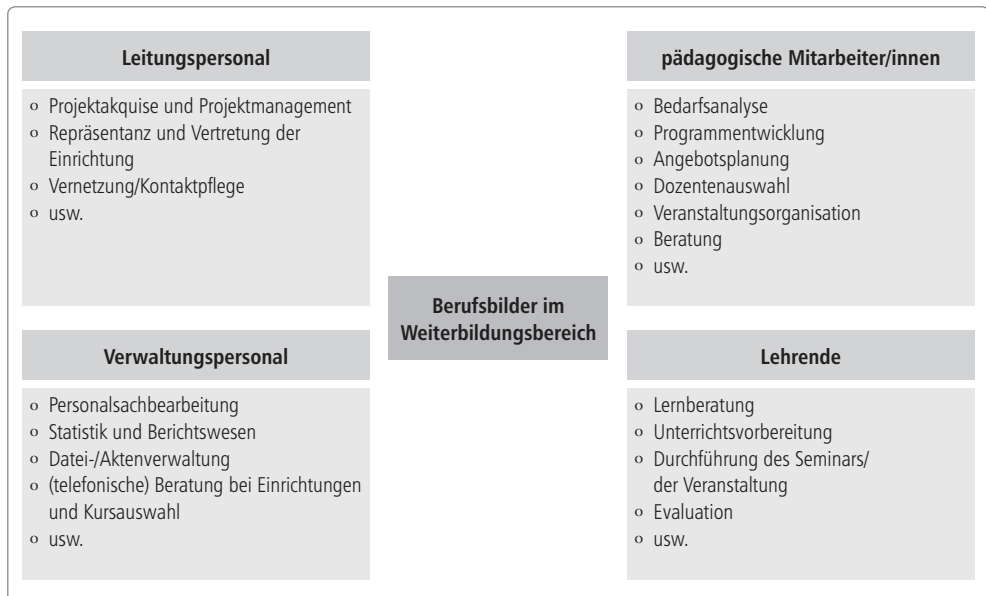 Leitungspersonal
o Projektakquise und Projektmanagement
o Repräsentanz und Vertretung der
Einrichtung
o Vernetzung/Kontaktpflege
o usw.
pädagogische Mitarbeiter/innen
o Bedarfsanalyse
o Programmentwicklung
o Angebotsplanung
o Dozentenauswahl
o Veranstaltungsorganisation
o Beratung
o usw.
Berufsbilder im
Weiterbildungsbereich
Verwaltungspersonal
o Personalsachbearbeitung
o Statistik und Berichtswesen
o Datei-/Aktenverwaltung
o (telefonische) Beratung bei Einrichtungen
und Kursauswahl
o usw.
Lehrende
o Lernberatung
o Unterrichtsvorbereitung
o Durchführung des Seminars/
der Veranstaltung
o Evaluation
o usw.